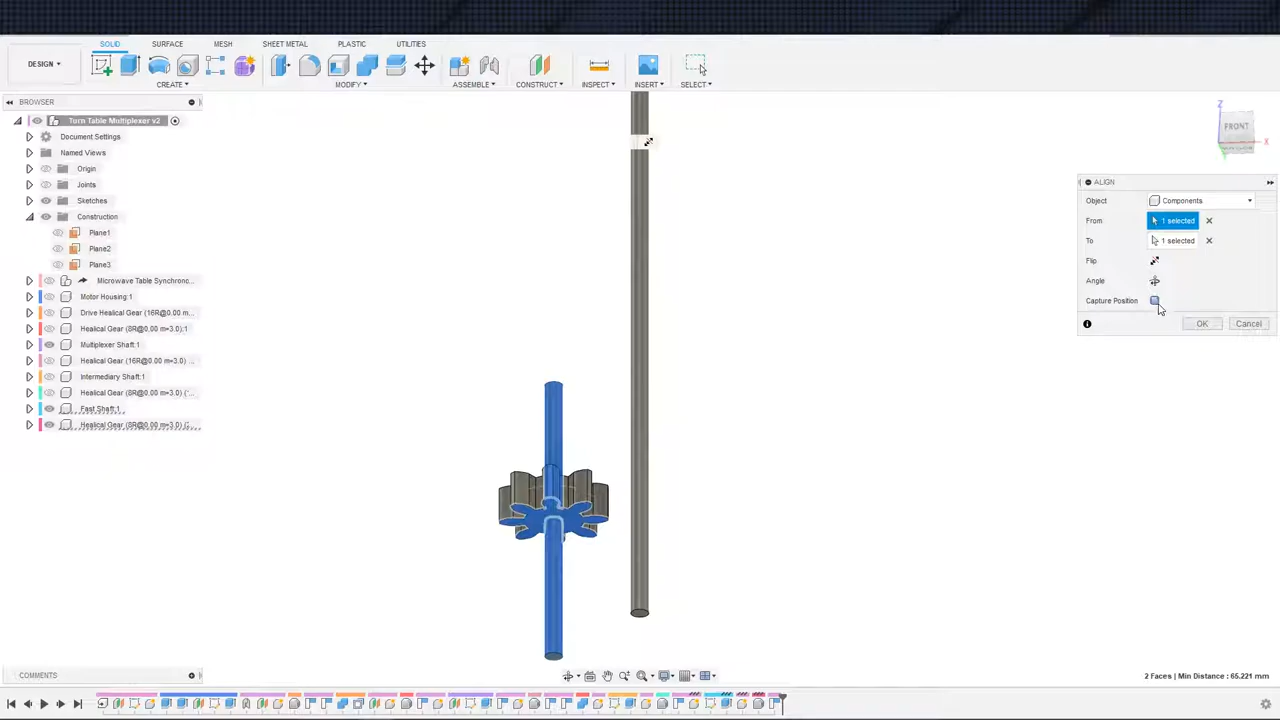 SOLID SURFACE MESH SHEET METAL PLASTIC UTILITIES
DESIGN
CREATE MODIFY ASSEMBLE CONSTRUCT INSPECT INSERT SELECT
BROWSER
Turn Table Multiplexer v2
Document Settings
Named Views
Origin
Joints
Sketches
Construction
Plane1
Plane2
Plane3
Microwave Table Synchrono...
Motor Housing:1
Drive Helical Gear (16R@0.00 m...
Healical Gear (8R@0.00 m=3.0):1
Multiplexer Shaft:1
Healical Gear (16R@0.00 m=3.0) ...
Intermediary Shaft:1
Healical Gear (8R@0.00 m=3.0) ('...
Fast Shaft:1
Healical Gear (8R@0.00 m=3.0) (...
Z
FRONT
X
ALIGN
Object Components
From 1 selected
To 1 selected
Flip
Angle
Capture Position
OK Cancel
COMMENTS
2 Faces | Min Distance : 65.221 mm